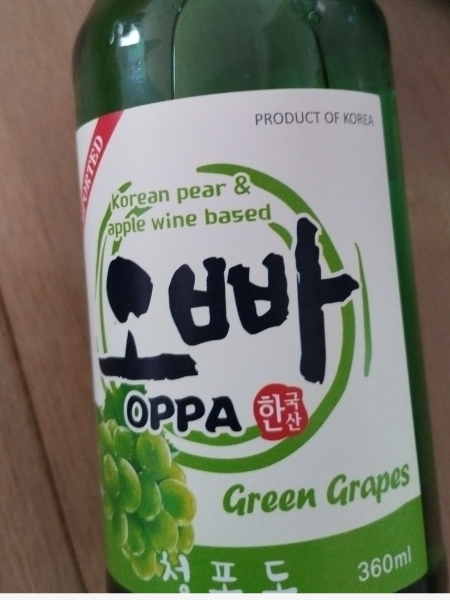 PRODUCT OF KOREA
Korean pear &
apple wine based
오빠
OPPA 한국산
Green Grapes
청포도
360ml